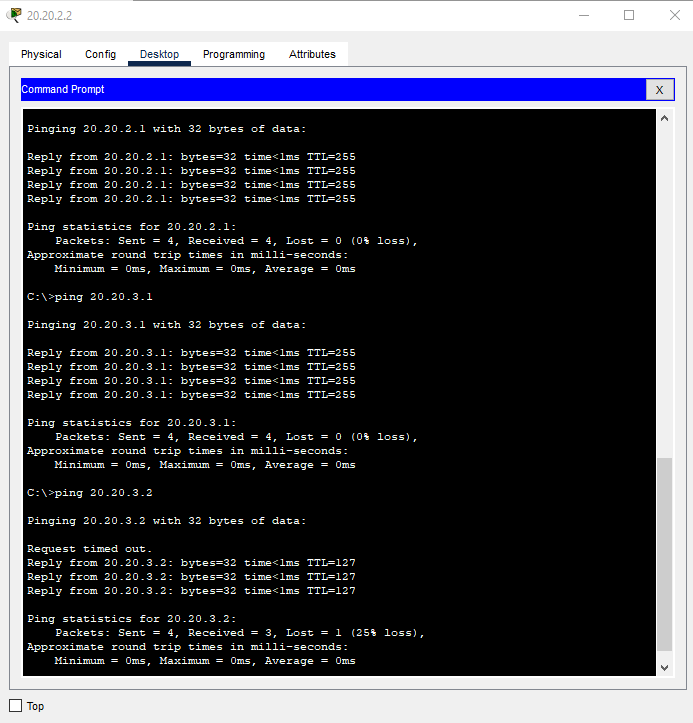 20.20.2.2
Physical Config Desktop Programming Attributes
Command Prompt X
Pinging 20.20.2.1 with 32 bytes of data:
Reply from 20.20.2.1: bytes=32 time<1ms TTL=255
Reply from 20.20.2.1: bytes=32 time<1ms TTL=255
Reply from 20.20.2.1: bytes=32 time<1ms TTL=255
Reply from 20.20.2.1: bytes=32 time<1ms TTL=255
Ping statistics for 20.20.2.1:
Packets: Sent = 4, Received = 4, Lost = 0 (0% loss),
Approximate round trip times in milli-seconds:
Minimum = 0ms, Maximum = 0ms, Average = 0ms
C:\>ping 20.20.3.1
Pinging 20.20.3.1 with 32 bytes of data:
Reply from 20.20.3.1: bytes=32 time<1ms TTL=255
Reply from 20.20.3.1: bytes=32 time<1ms TTL=255
Reply from 20.20.3.1: bytes=32 time<1ms TTL=255
Reply from 20.20.3.1: bytes=32 time<1ms TTL=255
Ping statistics for 20.20.3.1:
Packets: Sent = 4, Received = 4, Lost = 0 (0% loss),
Approximate round trip times in milli-seconds:
Minimum = 0ms, Maximum = 0ms, Average = 0ms
C:\>ping 20.20.3.2
Pinging 20.20.3.2 with 32 bytes of data:
Request timed out.
Reply from 20.20.3.2: bytes=32 time<1ms TTL=127
Reply from 20.20.3.2: bytes=32 time<1ms TTL=127
Reply from 20.20.3.2: bytes=32 time<1ms TTL=127
Ping statistics for 20.20.3.2:
Packets: Sent = 4, Received = 3, Lost = 1 (25% loss),
Approximate round trip times in milli-seconds:
Minimum = 0ms, Maximum = 0ms, Average = 0ms
Top